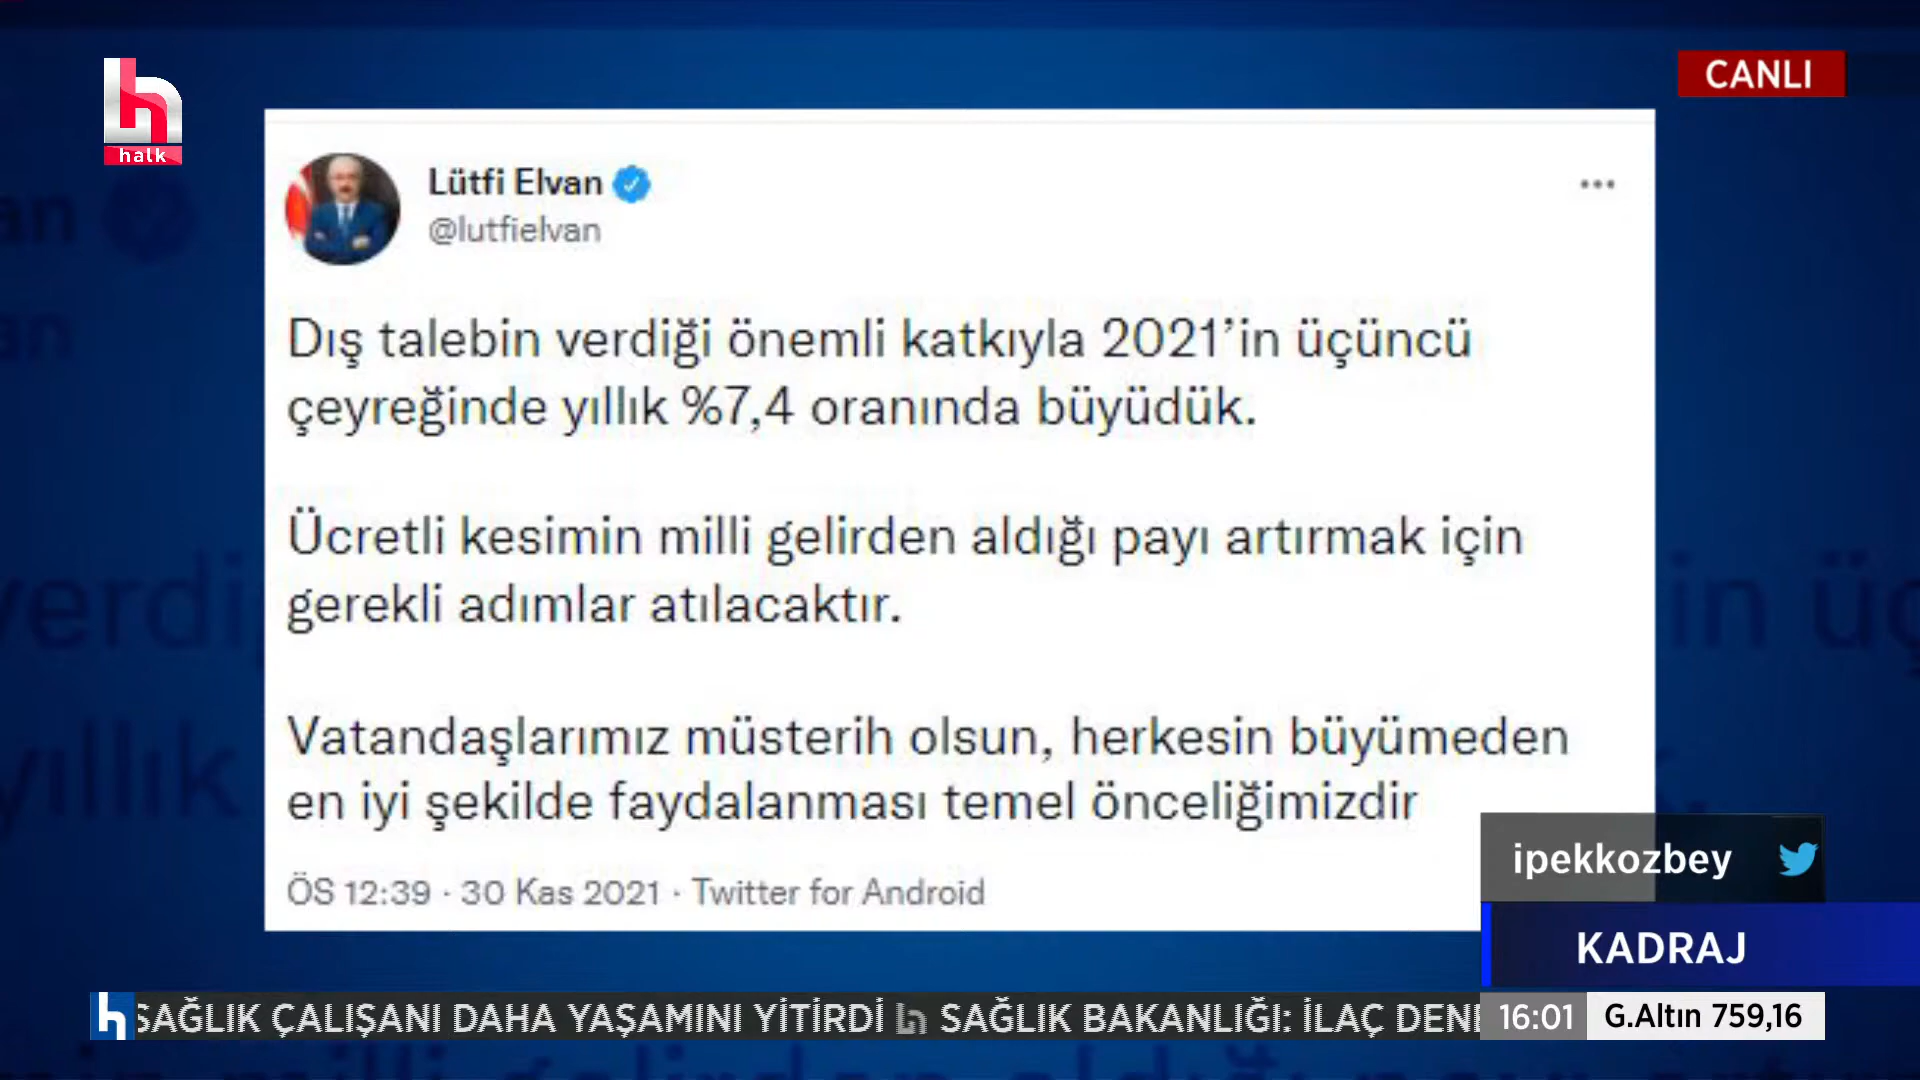 CANLI
halk
Lütfi Elvan
@lutfielvan
Dış talebin verdiği önemli katkıyla 2021’in üçüncü
çeyreğinde yıllık %7,4 oranında büyüdük.
Ücretli kesimin milli gelirden aldığı payı artırmak için
gerekli adımlar atılacaktır.
Vatandaşlarımız müsterih olsun, herkesin büyümeden
en iyi şekilde faydalanması temel önceliğimizdir
ÖS 12:39 · 30 Kas 2021 · Twitter for Android
ipekkozbey
KADRAJ
SAĞLIK ÇALIŞANI DAHA YAŞAMINI YİTİRDİ SAĞLIK BAKANLIĞI: İLAÇ DENE
16:01 G.Altın 759,16